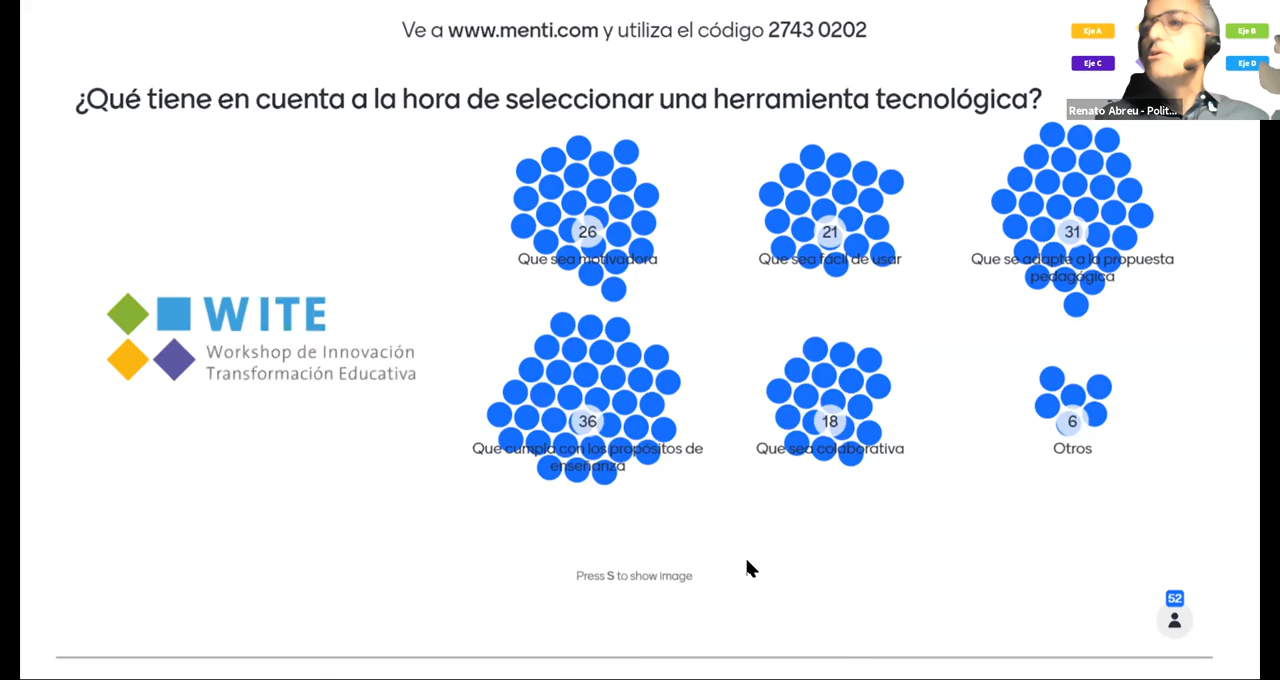 Ve a www.menti.com y utiliza el código 2743 0202
Eje A
Eje B
Eje C
Eje D
Renato Abreu - Polit...
¿Qué tiene en cuenta a la hora de seleccionar una herramienta tecnológica?
26
Que sea motivadora
21
Que sea fácil de usar
31
Que se adapte a la propuesta
pedagógica
WITE
Workshop de Innovación
Transformación Educativa
36
Que cumpla con los propósitos de
enseñanza
18
Que sea colaborativa
6
Otros
Press S to show image
52